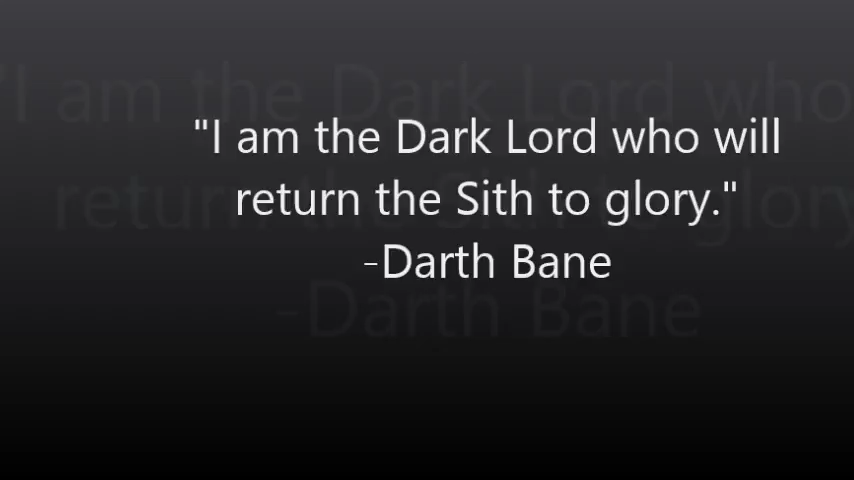 "I am the Dark Lord who will
return the Sith to glory."
-Darth Bane